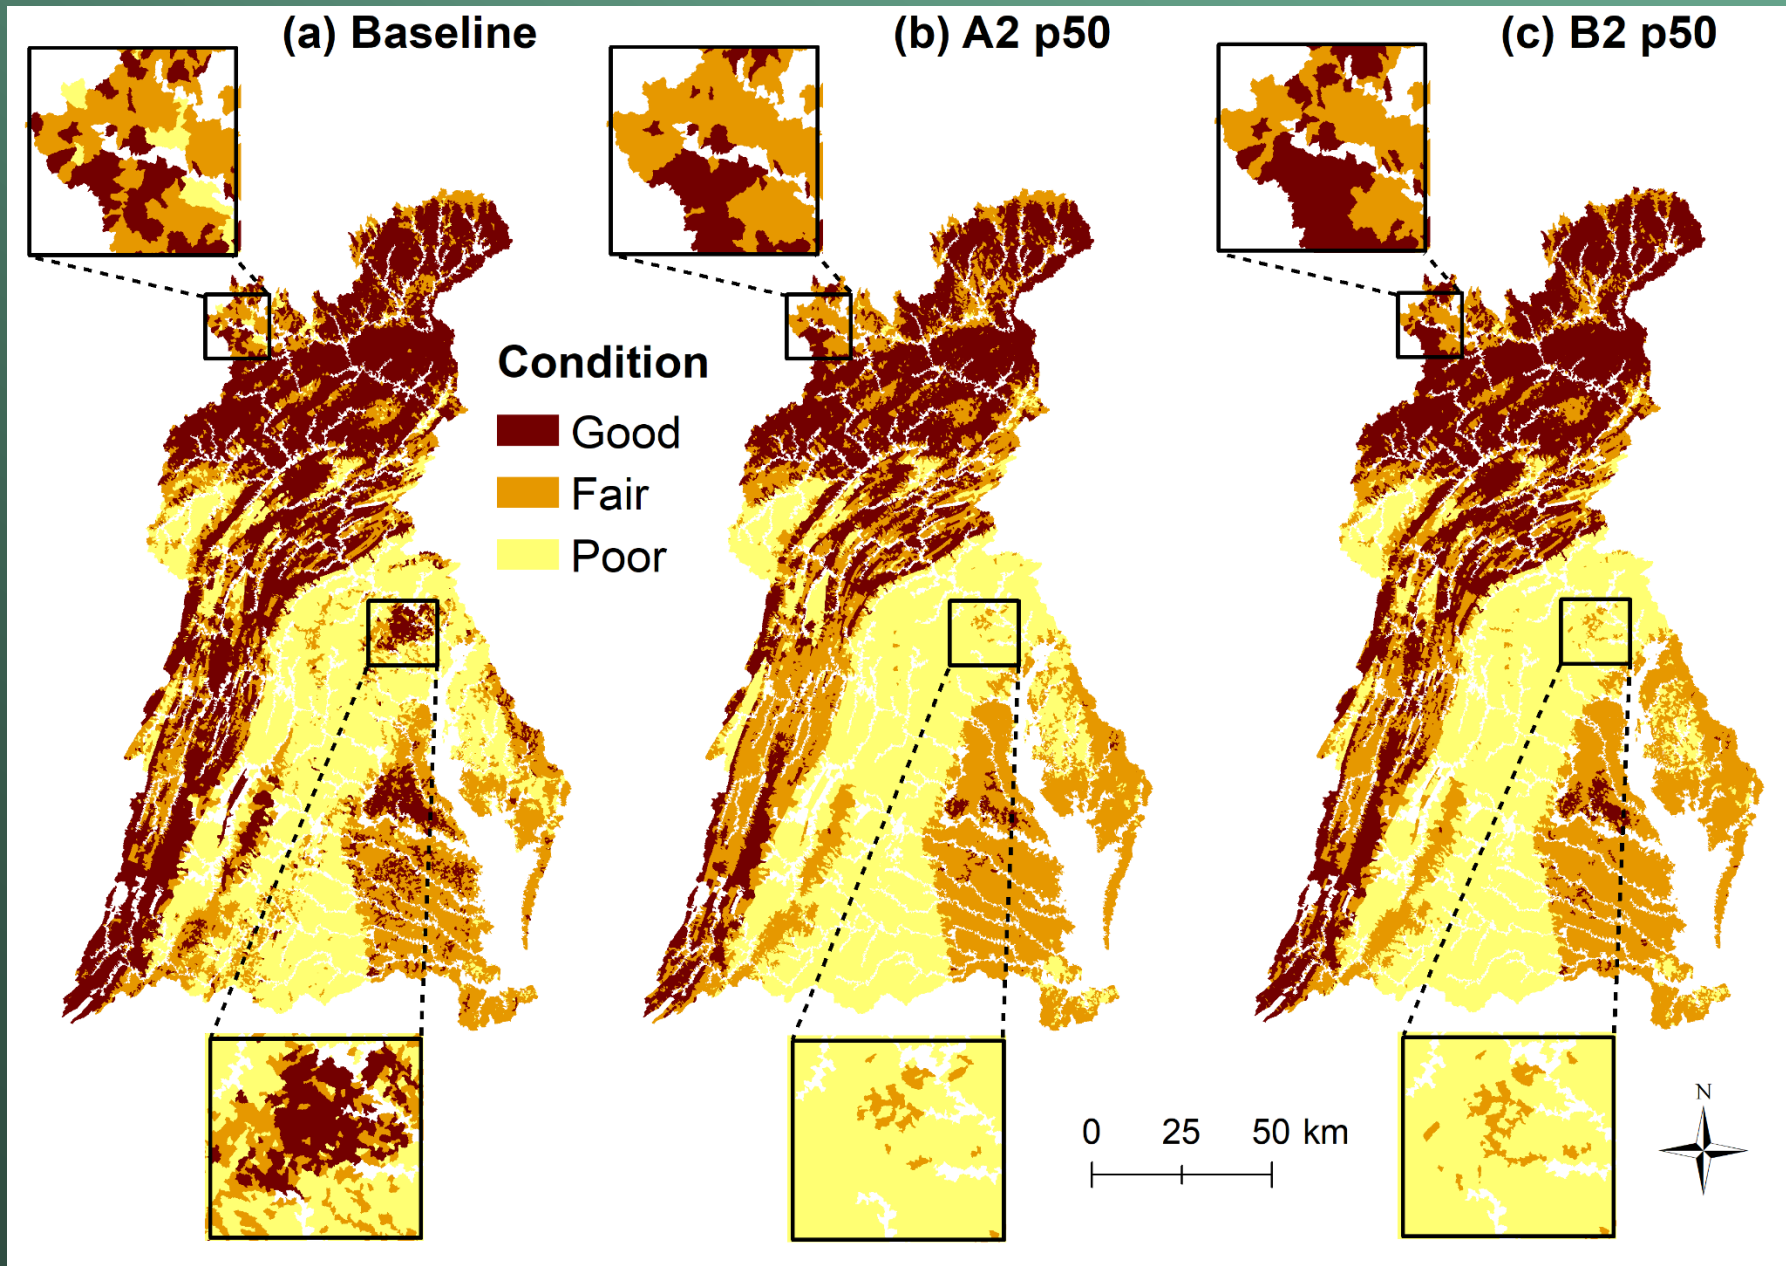 (a) Baseline
(b) A2 p50
(c) B2 p50
Condition
Good
Fair
Poor
0 25 50 km
N